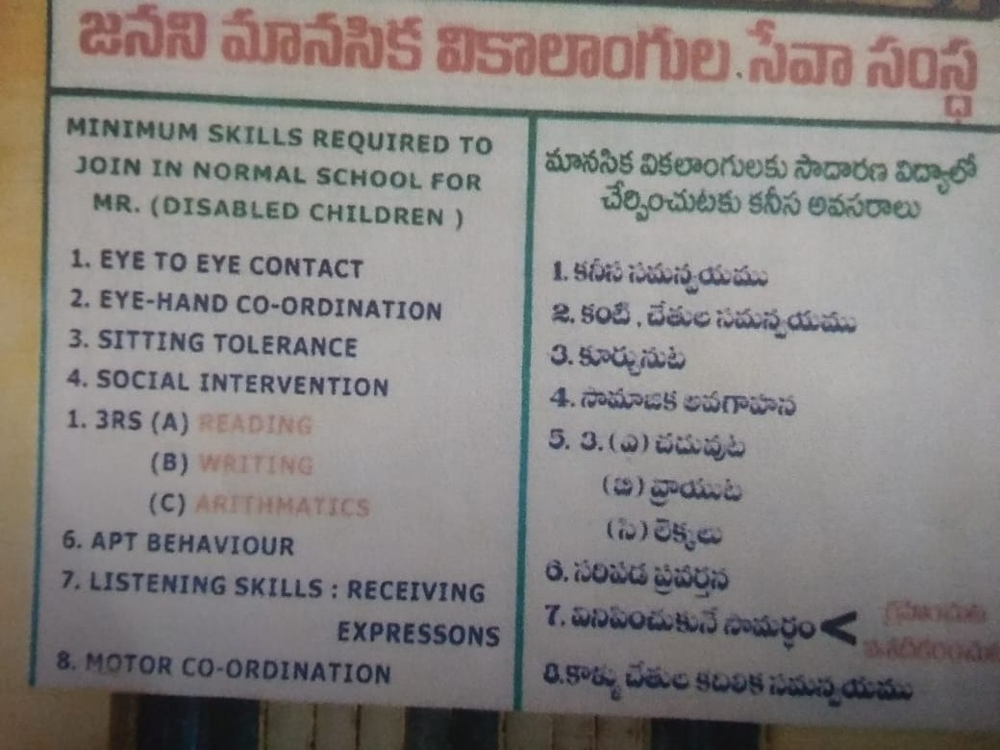 జనని మానసిక వికాలాంగుల సేవా సంస్థ
MINIMUM SKILLS REQUIRED TO
JOIN IN NORMAL SCHOOL FOR
MR. (DISABLED CHILDREN )
1. EYE TO EYE CONTACT
2. EYE-HAND CO-ORDINATION
3. SITTING TOLERANCE
4. SOCIAL INTERVENTION
1. 3RS (A) READING
(B) WRITING
(C) ARITHMATICS
6. APT BEHAVIOUR
7. LISTENING SKILLS : RECEIVING
EXPRESSONS
8. MOTOR CO-ORDINATION
మానసిక వికలాంగులకు సాదారణ విద్యాలో
చేర్పించుటకు కనీస అవసరాలు
1. కనీస సమన్వయము
2. కంటి , చేతుల సమన్వయము
3. కూర్చునుట
4. సామాజిక అవగాహన
5. 3. (ఎ) చదువుట
(బి) వ్రాయుట
(సి) లెక్కలు
6. సరిపడ ప్రవర్తన
7. వినిపించుకునే సామర్థం <
8. కాళ్ళు చేతుల కదలిక సమన్వయము